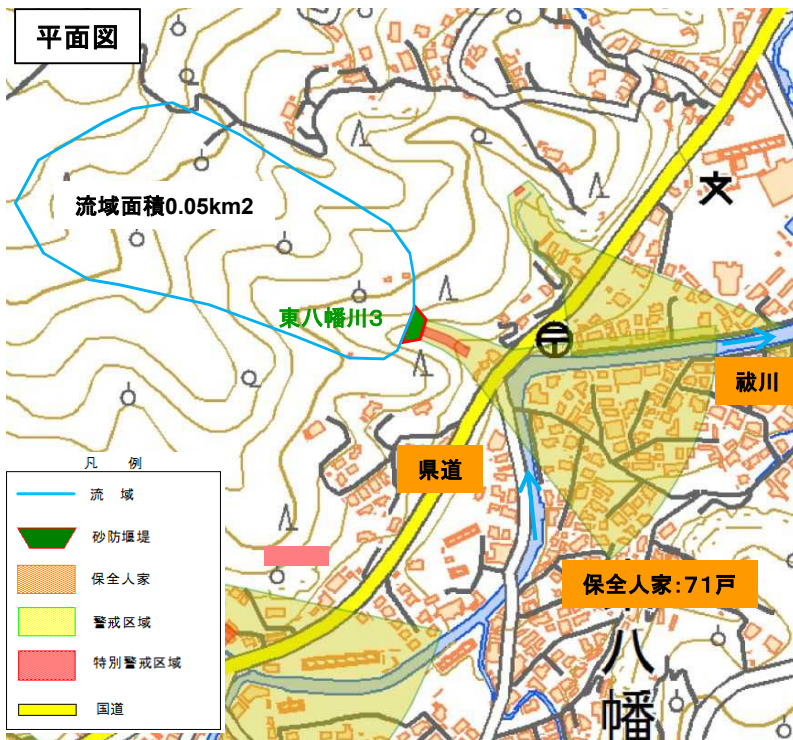 平面図
流域面積0.05km2
東八幡川3
祓川
県道
保全人家:71戸
八幡
凡 例
流 域
砂防堰堤
保全人家
警戒区域
特別警戒区域
国道